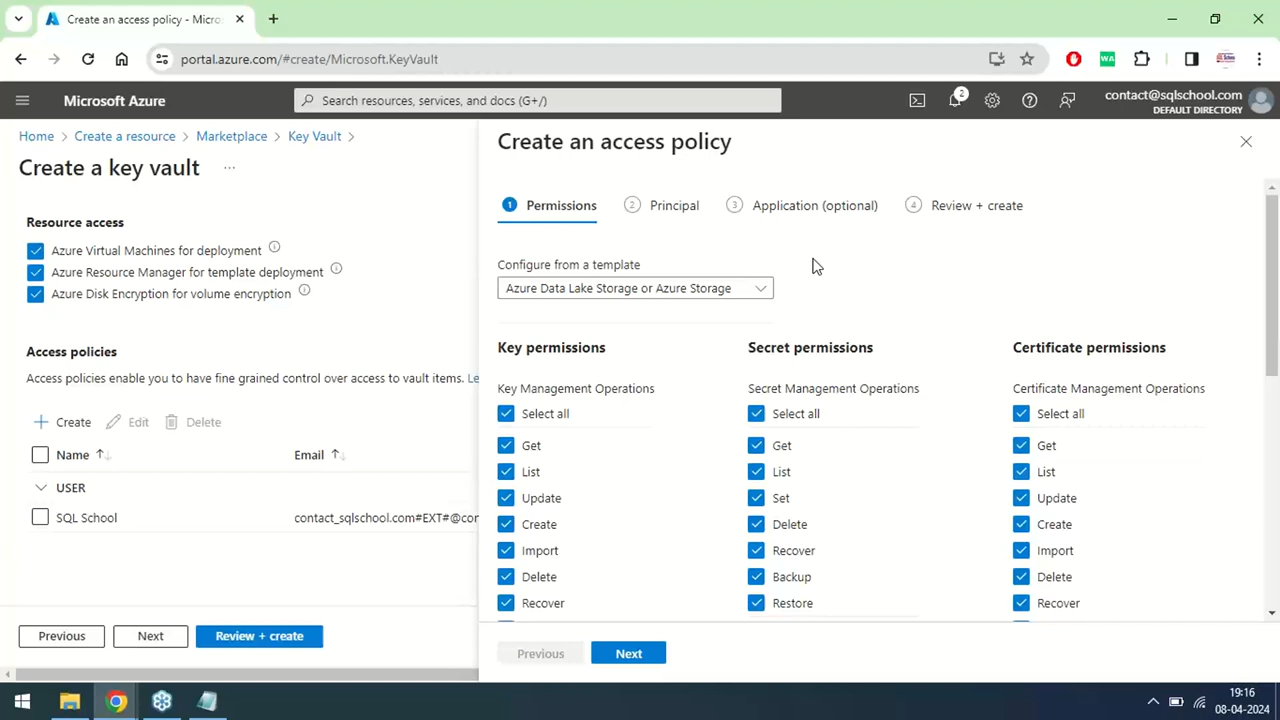 Create an access policy - Micros
portal.azure.com/#create/Microsoft.KeyVault
WA
Microsoft Azure
Search resources, services, and docs (G+/)
2
contact@sqlschool.com
DEFAULT DIRECTORY
Home > Create a resource > Marketplace > Key Vault >
Create a key vault ...
Resource access
Azure Virtual Machines for deployment
Azure Resource Manager for template deployment
Azure Disk Encryption for volume encryption
Access policies
Access policies enable you to have fine grained control over access to vault items. Le
Create Edit Delete
Name Email
USER
SQL School contact_sqlschool.com#EXT#@con
Previous Next Review + create
Create an access policy
1 Permissions 2 Principal 3 Application (optional) 4 Review + create
Configure from a template
Azure Data Lake Storage or Azure Storage
Key permissions Secret permissions Certificate permissions
Key Management Operations Secret Management Operations Certificate Management Operations
Select all Select all Select all
Get Get Get
List List List
Update Set Update
Create Delete Create
Import Recover Import
Delete Backup Delete
Recover Restore Recover
Previous Next
19:16
08-04-2024